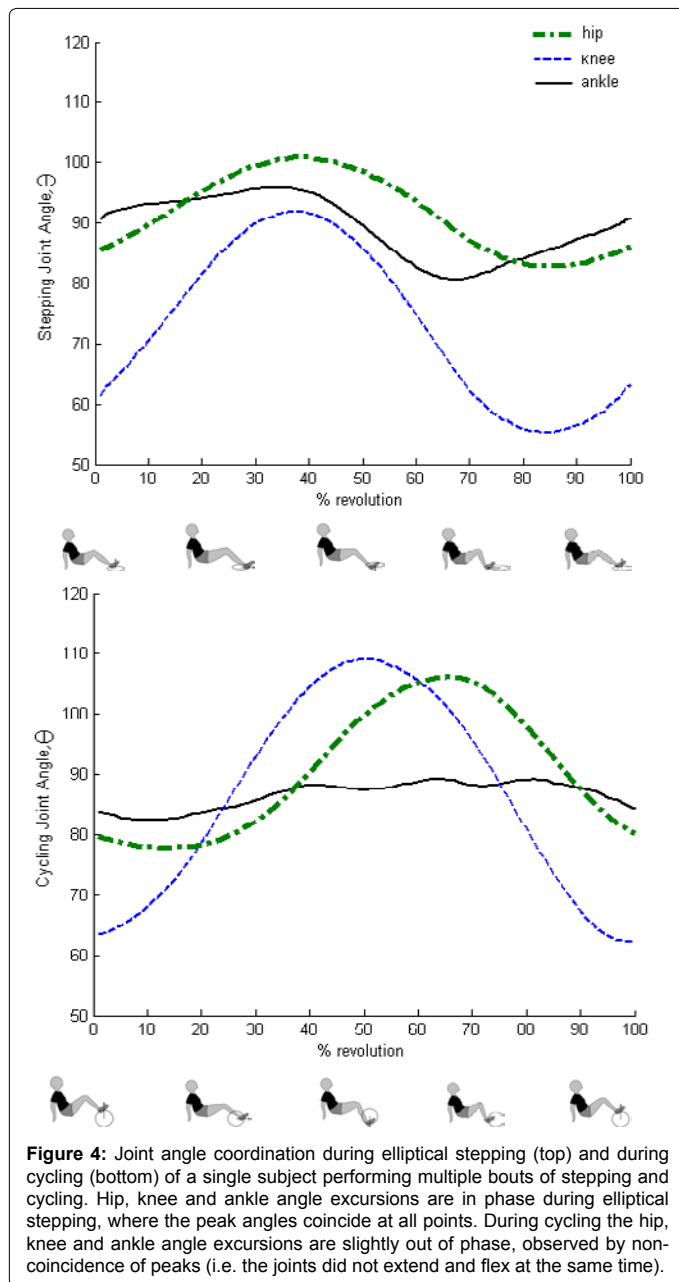 120
110
100
90
80
70
60
50
Stepping Joint Angle, Θ
hip
knee
ankle
0 10 20 30 40 50 60 70 80 90 100
% revolution
120
110
100
90
80
70
60
50
Cycling Joint Angle, Θ
0 10 20 30 40 50 60 70 80 90 100
% revolution
Figure 4: Joint angle coordination during elliptical stepping (top) and during
cycling (bottom) of a single subject performing multiple bouts of stepping and
cycling. Hip, knee and ankle angle excursions are in phase during elliptical
stepping, where the peak angles coincide at all points. During cycling the hip,
knee and ankle angle excursions are slightly out of phase, observed by non-
coincidence of peaks (i.e. the joints did not extend and flex at the same time).